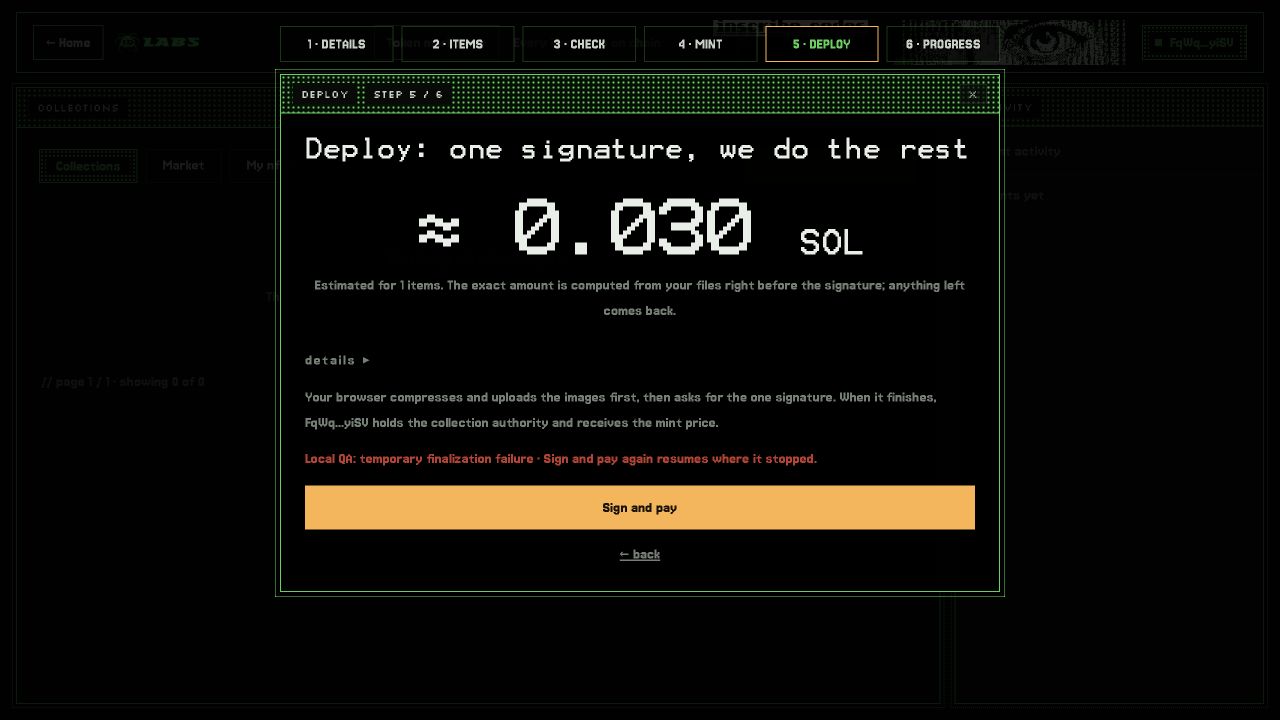 ← Home
LABS
1 · DETAILS
2 · ITEMS
3 · CHECK
4 · MINT
5 · DEPLOY
6 · PROGRESS
FqWq…yiSV
COLLECTIONS
DEPLOY
STEP 5 / 6
×
Collections
Market
Deploy: one signature, we do the rest
≈ 0.030 SOL
Estimated for 1 items. The exact amount is computed from your files right before the signature; anything left
comes back.
details ▸
// page 1 / 1 · showing 0 of 0
Your browser compresses and uploads the images first, then asks for the one signature. When it finishes,
FqWq…yiSV holds the collection authority and receives the mint price.
Local QA: temporary finalization failure · Sign and pay again resumes where it stopped.
Sign and pay
← back